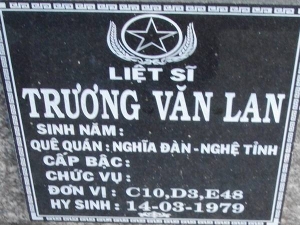 LIỆT SĨ
TRƯƠNG VĂN LAN
SINH NĂM :
QUÊ QUÁN : NGHĨA ĐÀN-NGHỆ TĨNH
CẤP BẬC :
CHỨC VỤ :
ĐƠN VỊ : C10,D3,E48
HY SINH : 14-03-1979